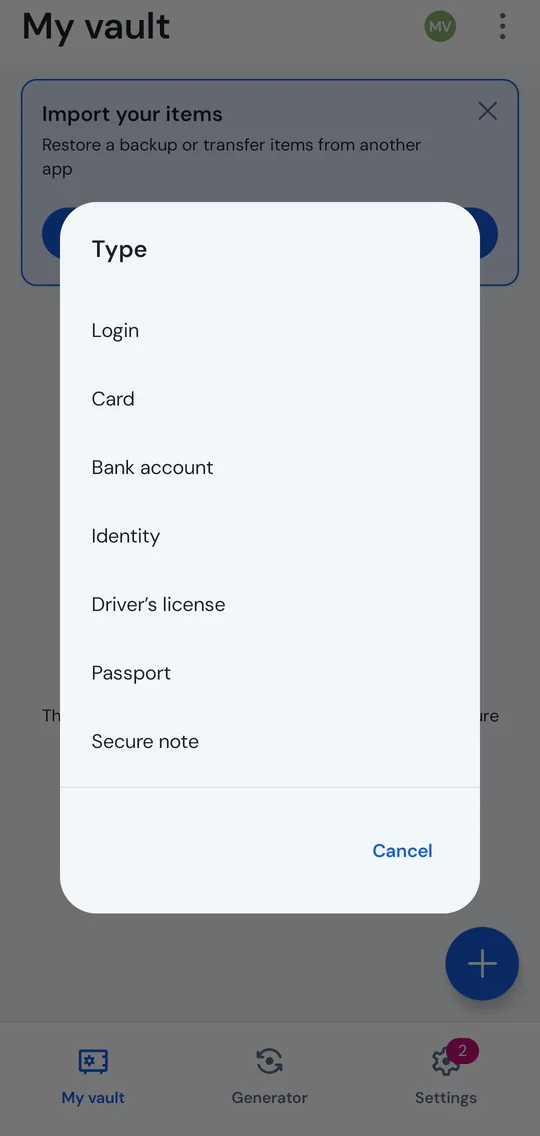 My vault
MV
Import your items
Restore a backup or transfer items from another
app
Type
Login
Card
Bank account
Identity
Driver’s license
Passport
Secure note
Cancel
2
My vault
Generator
Settings